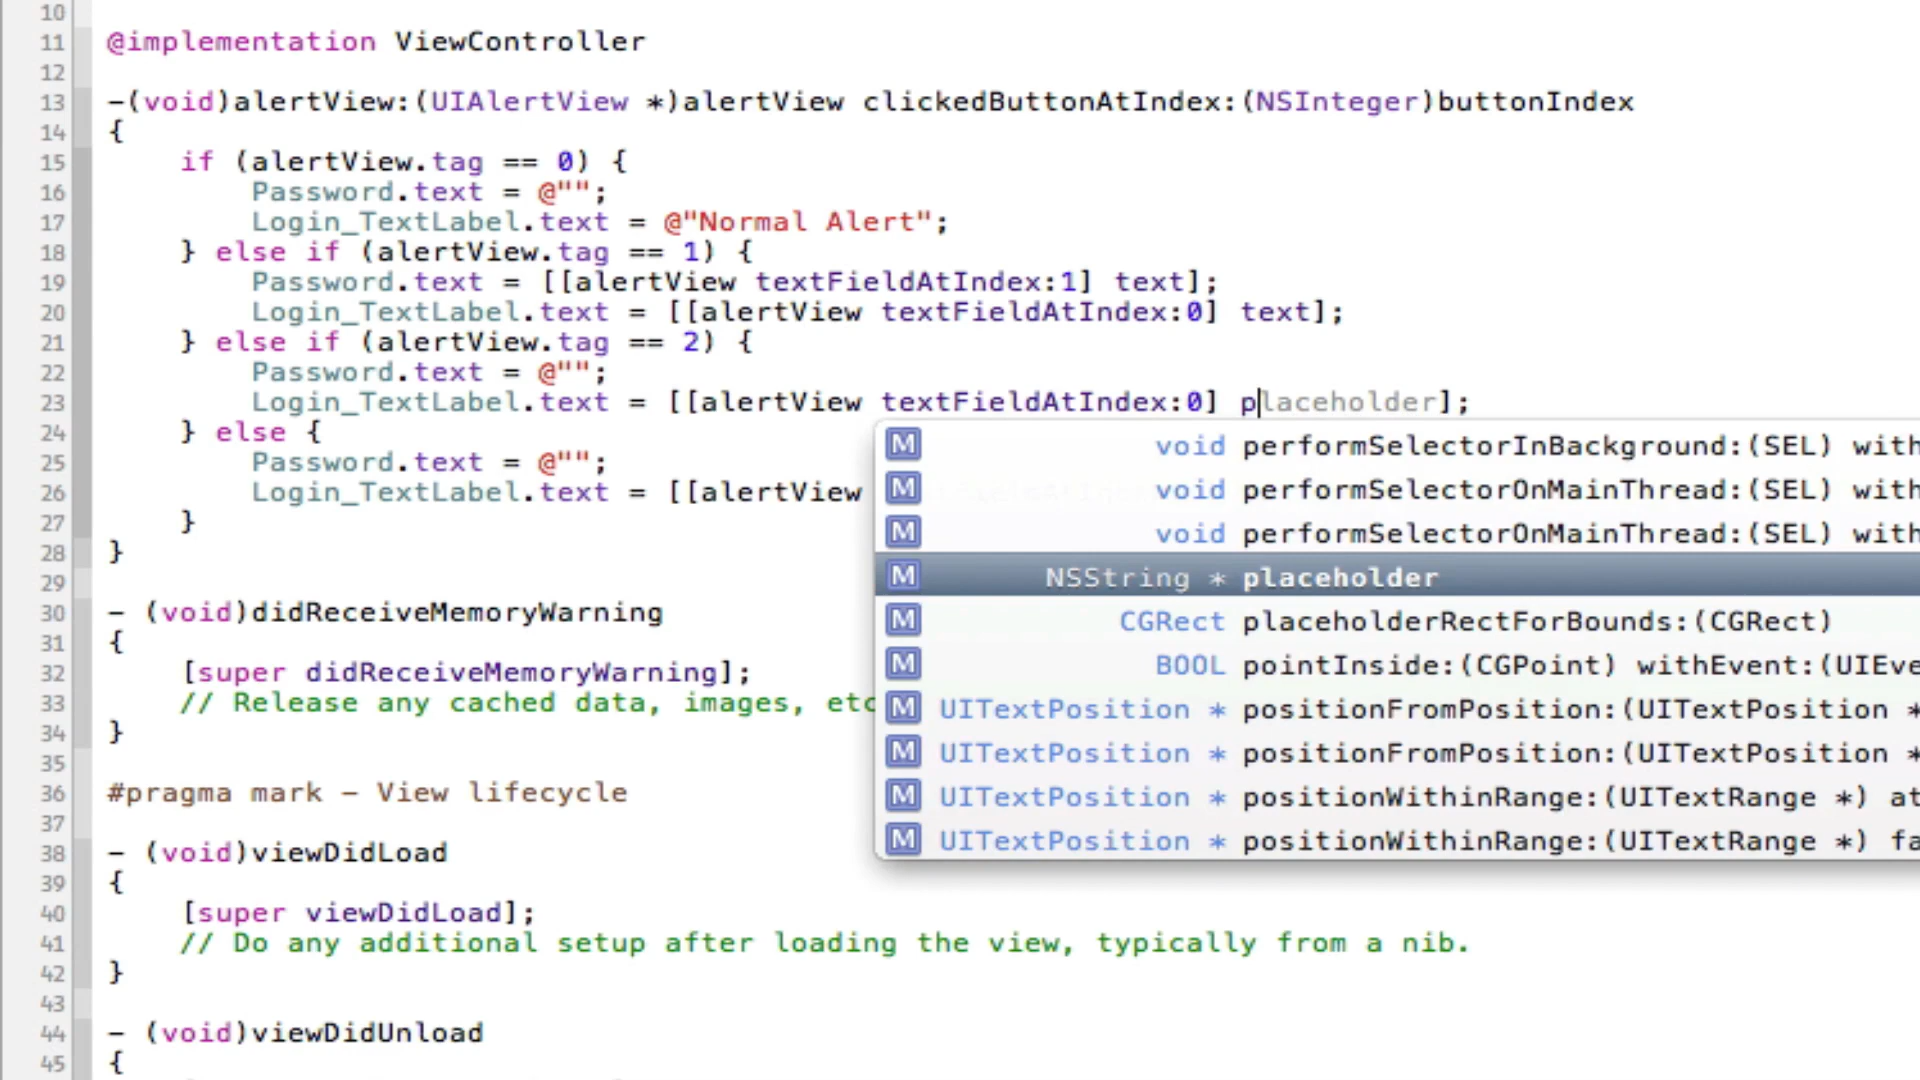 10
11 @implementation ViewController
12
13 -(void)alertView:(UIAlertView *)alertView clickedButtonAtIndex:(NSInteger)buttonIndex
14 {
15 if (alertView.tag == 0) {
16 Password.text = @"";
17 Login_TextLabel.text = @"Normal Alert";
18 } else if (alertView.tag == 1) {
19 Password.text = [[alertView textFieldAtIndex:1] text];
20 Login_TextLabel.text = [[alertView textFieldAtIndex:0] text];
21 } else if (alertView.tag == 2) {
22 Password.text = @"";
23 Login_TextLabel.text = [[alertView textFieldAtIndex:0] placeholder];
24 } else {
25 Password.text = @"";
26 Login_TextLabel.text = [[alertView
27 }
28 }
29
30 - (void)didReceiveMemoryWarning
31 {
32 [super didReceiveMemoryWarning];
33 // Release any cached data, images, etc
34 }
35
36 #pragma mark - View lifecycle
37
38 - (void)viewDidLoad
39 {
40 [super viewDidLoad];
41 // Do any additional setup after loading the view, typically from a nib.
42 }
43
44 - (void)viewDidUnload
45 {
M void performSelectorInBackground:(SEL) with
M void performSelectorOnMainThread:(SEL) with
M void performSelectorOnMainThread:(SEL) with
M NSString * placeholder
M CGRect placeholderRectForBounds:(CGRect)
M BOOL pointInside:(CGPoint) withEvent:(UIEve
M UITextPosition * positionFromPosition:(UITextPosition *
M UITextPosition * positionFromPosition:(UITextPosition *
M UITextPosition * positionWithinRange:(UITextRange *) at
M UITextPosition * positionWithinRange:(UITextRange *) fa